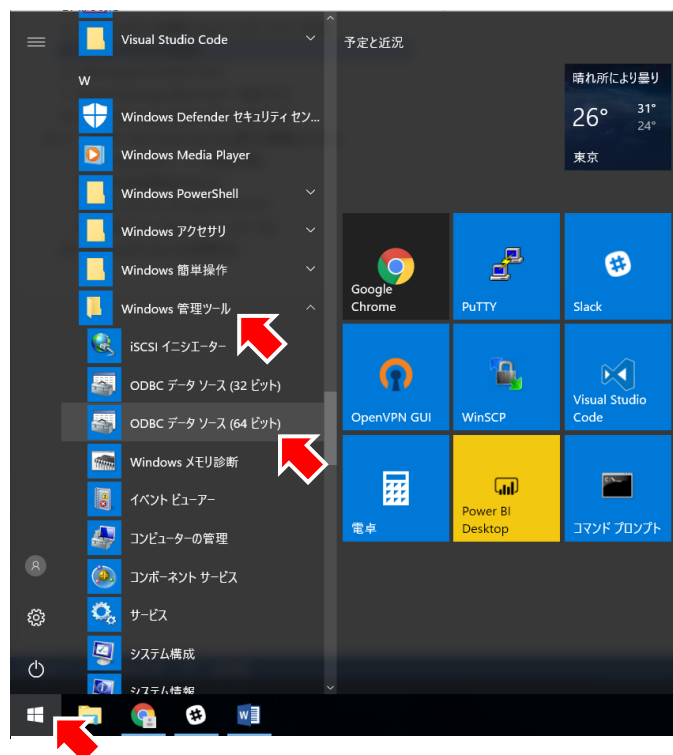 Visual Studio Code
W
Windows Defender セキュリティ セン...
Windows Media Player
Windows PowerShell
Windows アクセサリ
Windows 簡単操作
Windows 管理ツール
iSCSI イニシエーター
ODBC データ ソース (32 ビット)
ODBC データ ソース (64 ビット)
Windows メモリ診断
イベント ビューアー
コンピューターの管理
コンポーネント サービス
サービス
システム構成
システム情報
予定と近況
晴れ所により曇り
26° 31°
24°
東京
Google
Chrome
PuTTY
Slack
OpenVPN GUI
WinSCP
Visual Studio
Code
電卓
Power BI
Desktop
コマンド プロンプト